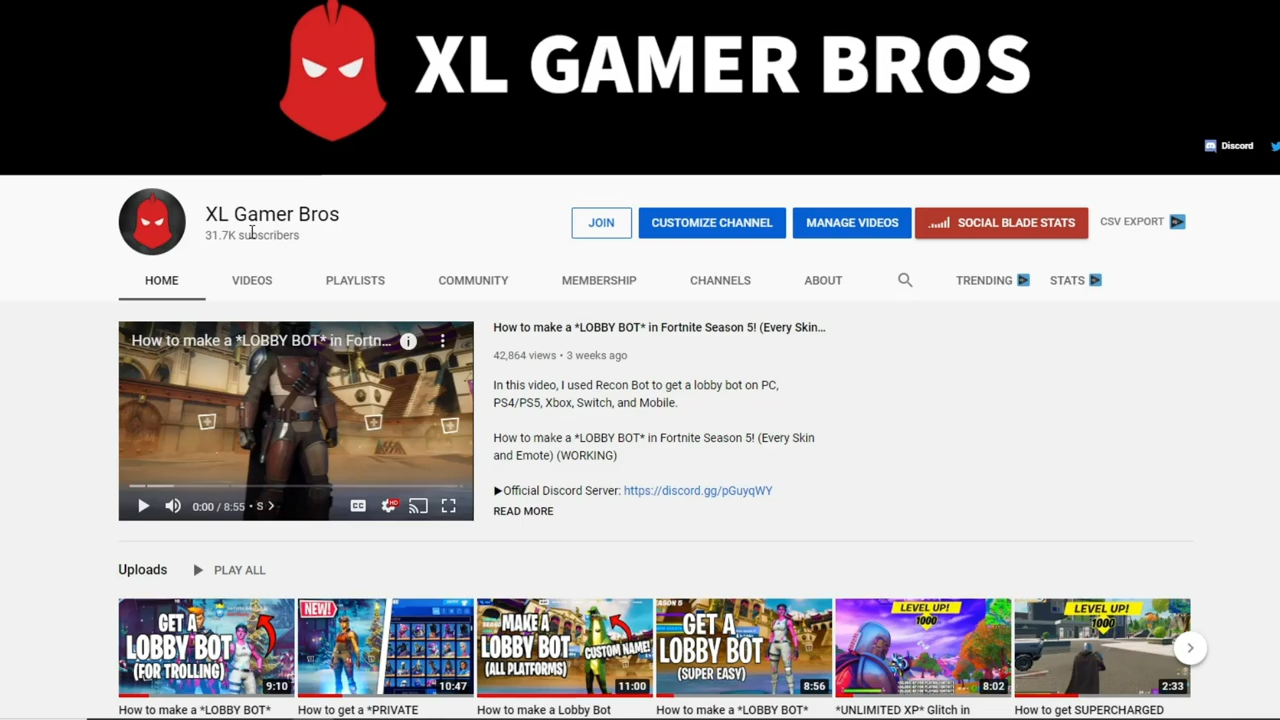 XL GAMER BROS
Discord
XL Gamer Bros
31.7K subscribers
JOIN
CUSTOMIZE CHANNEL
MANAGE VIDEOS
SOCIAL BLADE STATS
CSV EXPORT
HOME
VIDEOS
PLAYLISTS
COMMUNITY
MEMBERSHIP
CHANNELS
ABOUT
TRENDING
STATS
How to make a *LOBBY BOT* in Fortn...
0:00 / 8:55 • S
CC
HD
How to make a *LOBBY BOT* in Fortnite Season 5! (Every Skin...
42,864 views • 3 weeks ago
In this video, I used Recon Bot to get a lobby bot on PC,
PS4/PS5, Xbox, Switch, and Mobile.
How to make a *LOBBY BOT* in Fortnite Season 5! (Every Skin
and Emote) (WORKING)
▶Official Discord Server: https://discord.gg/pGuyqWY
READ MORE
Uploads
PLAY ALL
GET A
LOBBY BOT
(FOR TROLLING)
9:10
NEW!
10:47
MAKE A
LOBBY BOT
(ALL PLATFORMS)
CUSTOM NAME!
11:00
GET A
LOBBY BOT
(SUPER EASY)
8:56
LEVEL UP!
1000
8:02
LEVEL UP!
1000
2:33
How to make a *LOBBY BOT*
How to get a *PRIVATE
How to make a Lobby Bot
How to make a *LOBBY BOT*
*UNLIMITED XP* Glitch in
How to get SUPERCHARGED